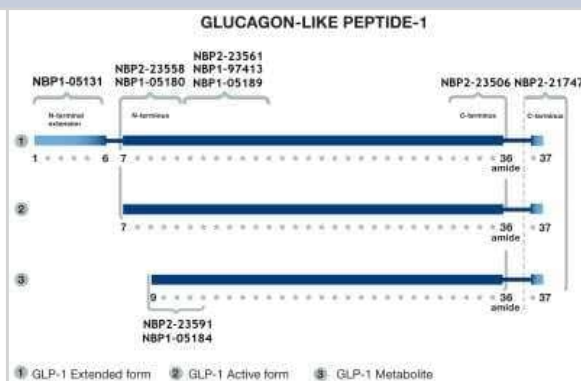 GLUCAGON-LIKE PEPTIDE-1
NBP2-23561
NBP2-23558 NBP1-97413
NBP1-05131 NBP1-05180 NBP1-05189 NBP2-23506 NBP2-21747
N-terminal extension N-terminus C-terminus C-terminus
1
1 6 7 36 amide 37
2
7 36 amide 37
3
9 36 amide 37
NBP2-23591
NBP1-05184
1 GLP-1 Extended form 2 GLP-1 Active form 3 GLP-1 Metabolite